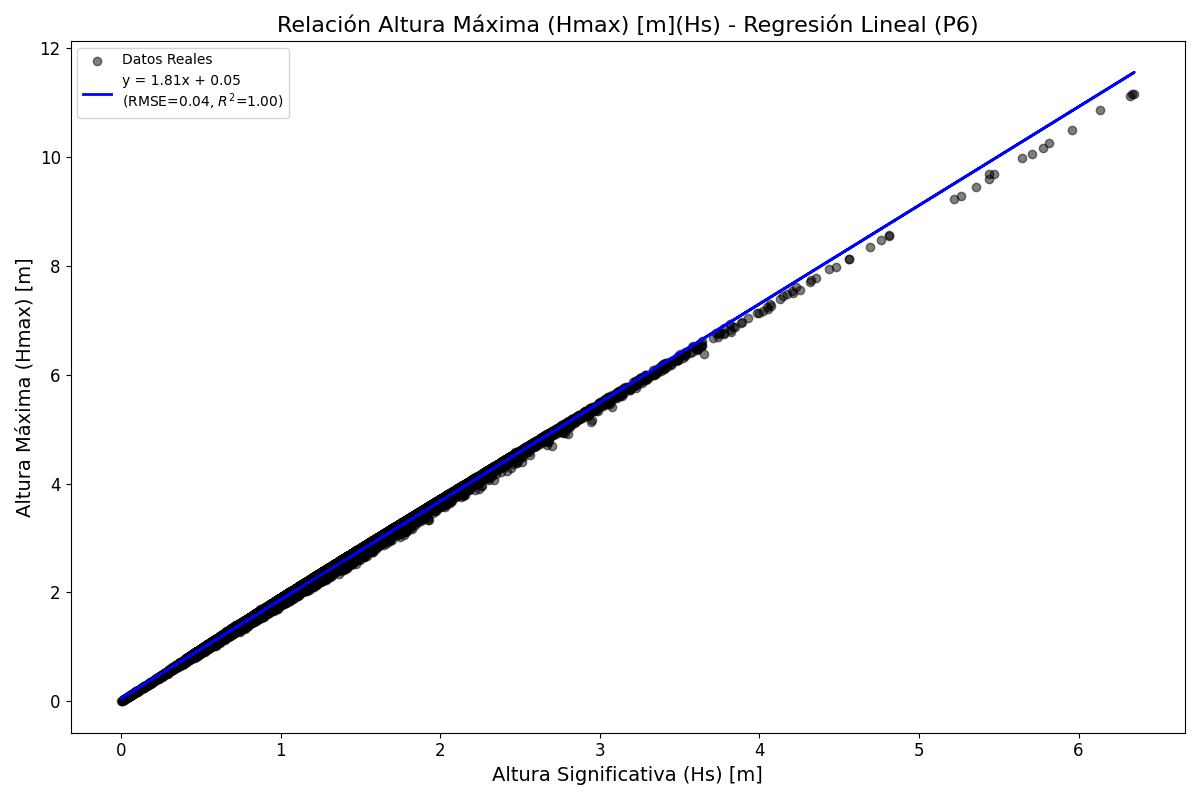 Relación Altura Máxima (Hmax) [m](Hs) - Regresión Lineal (P6)
Datos Reales
y = 1.81x + 0.05
(RMSE=0.04, R²=1.00)
Altura Máxima (Hmax) [m]
12
10
8
6
4
2
0
0 1 2 3 4 5 6
Altura Significativa (Hs) [m]